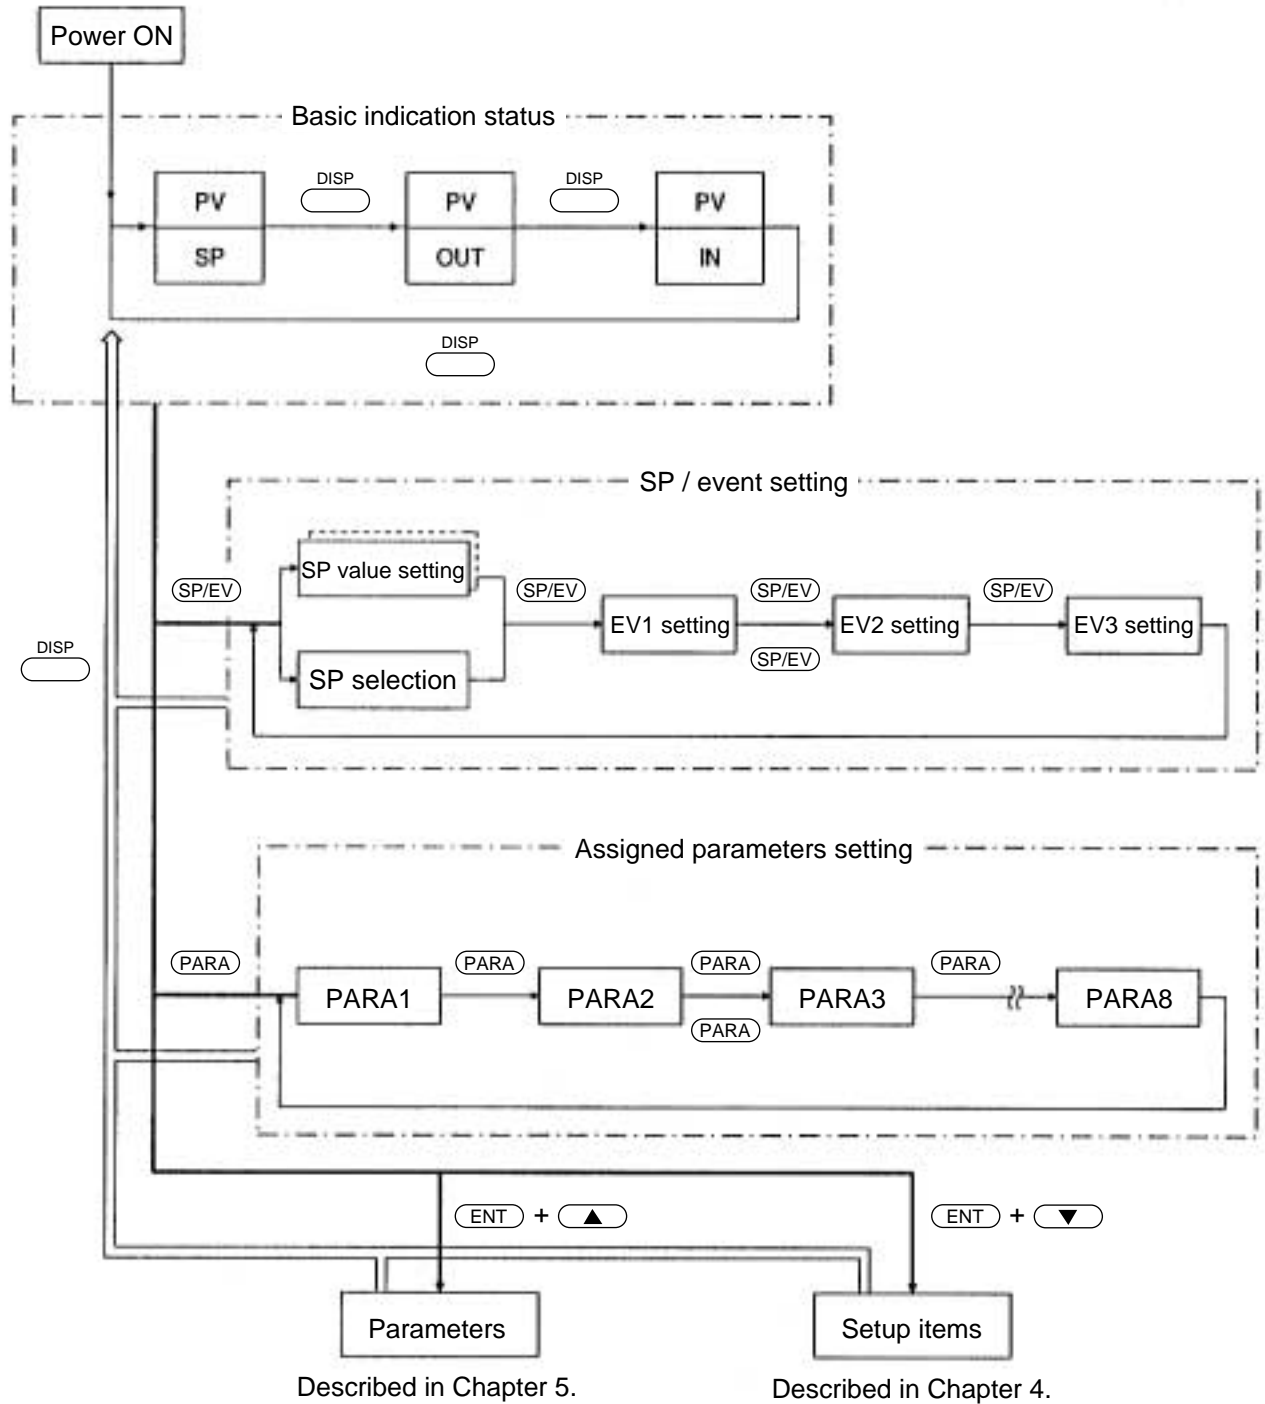 Power ON
Basic indication status
DISP
DISP
PV
PV
PV
SP
OUT
IN
DISP
SP / event setting
SP value setting
SP/EV
SP/EV
SP/EV
SP/EV
EV1 setting
EV2 setting
EV3 setting
DISP
SP/EV
SP selection
Assigned parameters setting
PARA
PARA
PARA
PARA
PARA1
PARA2
PARA3
PARA8
PARA
ENT + ▲
ENT + ▼
Parameters
Setup items
Described in Chapter 5.
Described in Chapter 4.